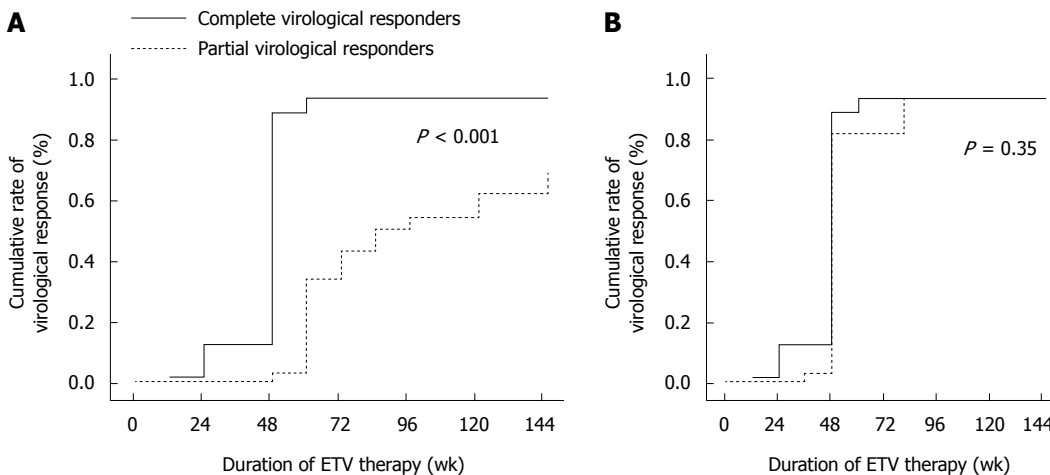 A
Complete virological responders
Partial virological responders
1.0
0.8
0.6
0.4
0.2
0.0
Cumulative rate of
virological response (%)
P < 0.001
0 24 48 72 96 120 144
Duration of ETV therapy (wk)
B
1.0
0.8
0.6
0.4
0.2
0.0
Cumulative rate of
virological response (%)
P = 0.35
0 24 48 72 96 120 144
Duration of ETV therapy (wk)